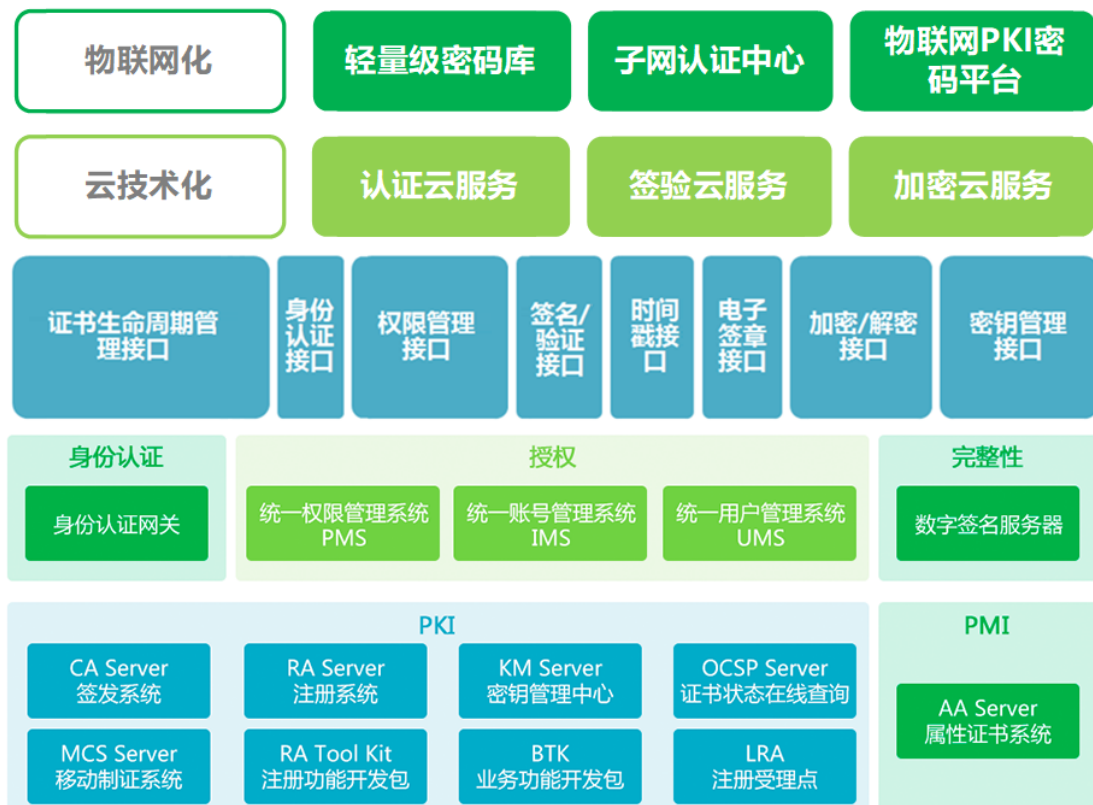 物联网化
轻量级密码库
子网认证中心
物联网PKI密
码平台
云技术化
认证云服务
签验云服务
加密云服务
证书生命周期管
理接口
身份
认证
接口
权限管理
接口
签名/
验证
接口
时间
戳接
口
电子
签章
接口
加密/解密
接口
密钥管理
接口
身份认证
身份认证网关
授权
统一权限管理系统
PMS
统一账号管理系统
IMS
统一用户管理系统
UMS
完整性
数字签名服务器
PKI
CA Server
签发系统
RA Server
注册系统
KM Server
密钥管理中心
OCSP Server
证书状态在线查询
MCS Server
移动制证系统
RA Tool Kit
注册功能开发包
BTK
业务功能开发包
LRA
注册受理点
PMI
AA Server
属性证书系统